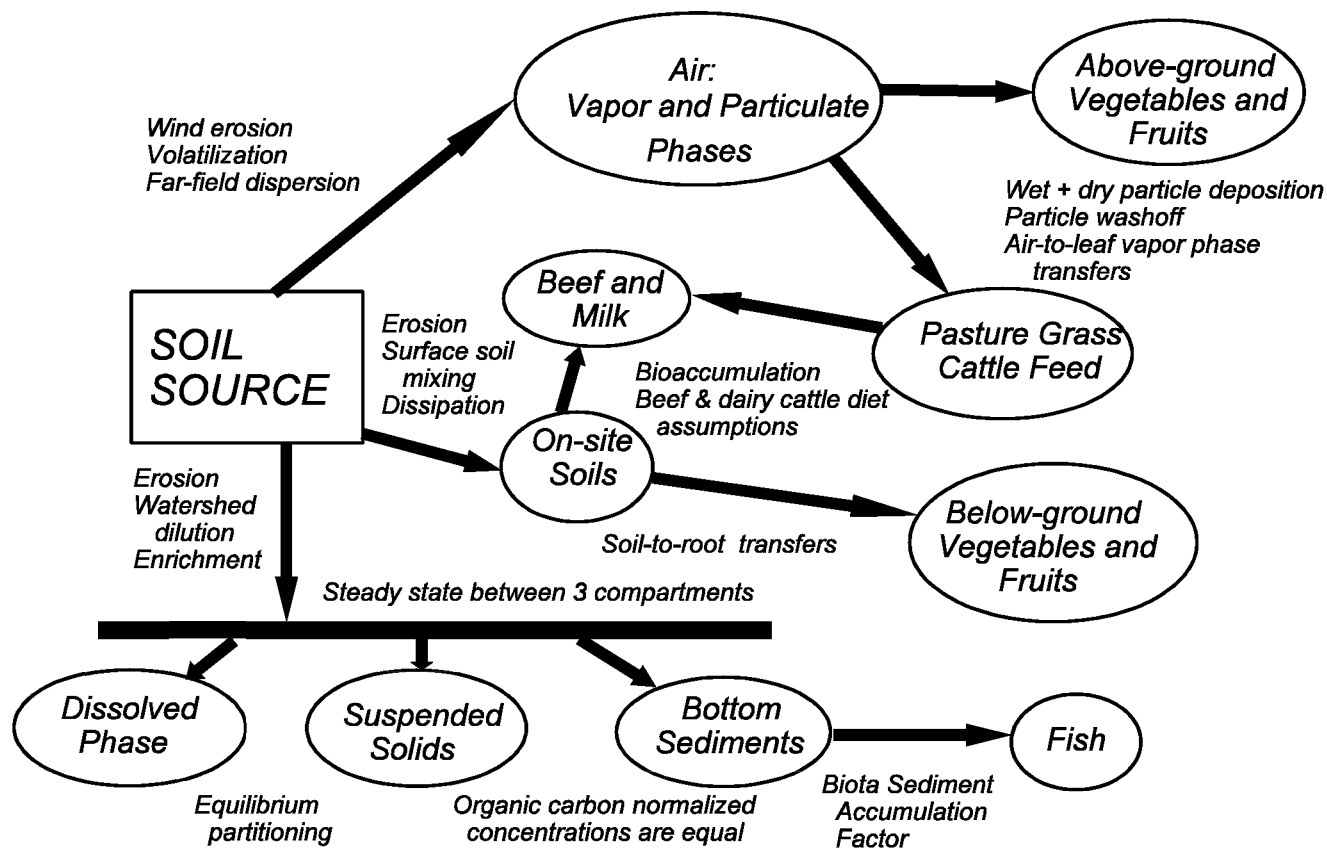 Air:
Vapor and Particulate
Phases
Above-ground
Vegetables and
Fruits
Wind erosion
Volatilization
Far-field dispersion
Wet + dry particle deposition
Particle washoff
Air-to-leaf vapor phase
transfers
Beef and
Milk
SOIL
SOURCE
Erosion
Surface soil
mixing
Dissipation
Pasture Grass
Cattle Feed
Bioaccumulation
Beef & dairy cattle diet
assumptions
On-site
Soils
Erosion
Watershed
dilution
Enrichment
Soil-to-root transfers
Below-ground
Vegetables and
Fruits
Steady state between 3 compartments
Dissolved
Phase
Suspended
Solids
Bottom
Sediments
Fish
Equilibrium
partitioning
Organic carbon normalized
concentrations are equal
Biota Sediment
Accumulation
Factor